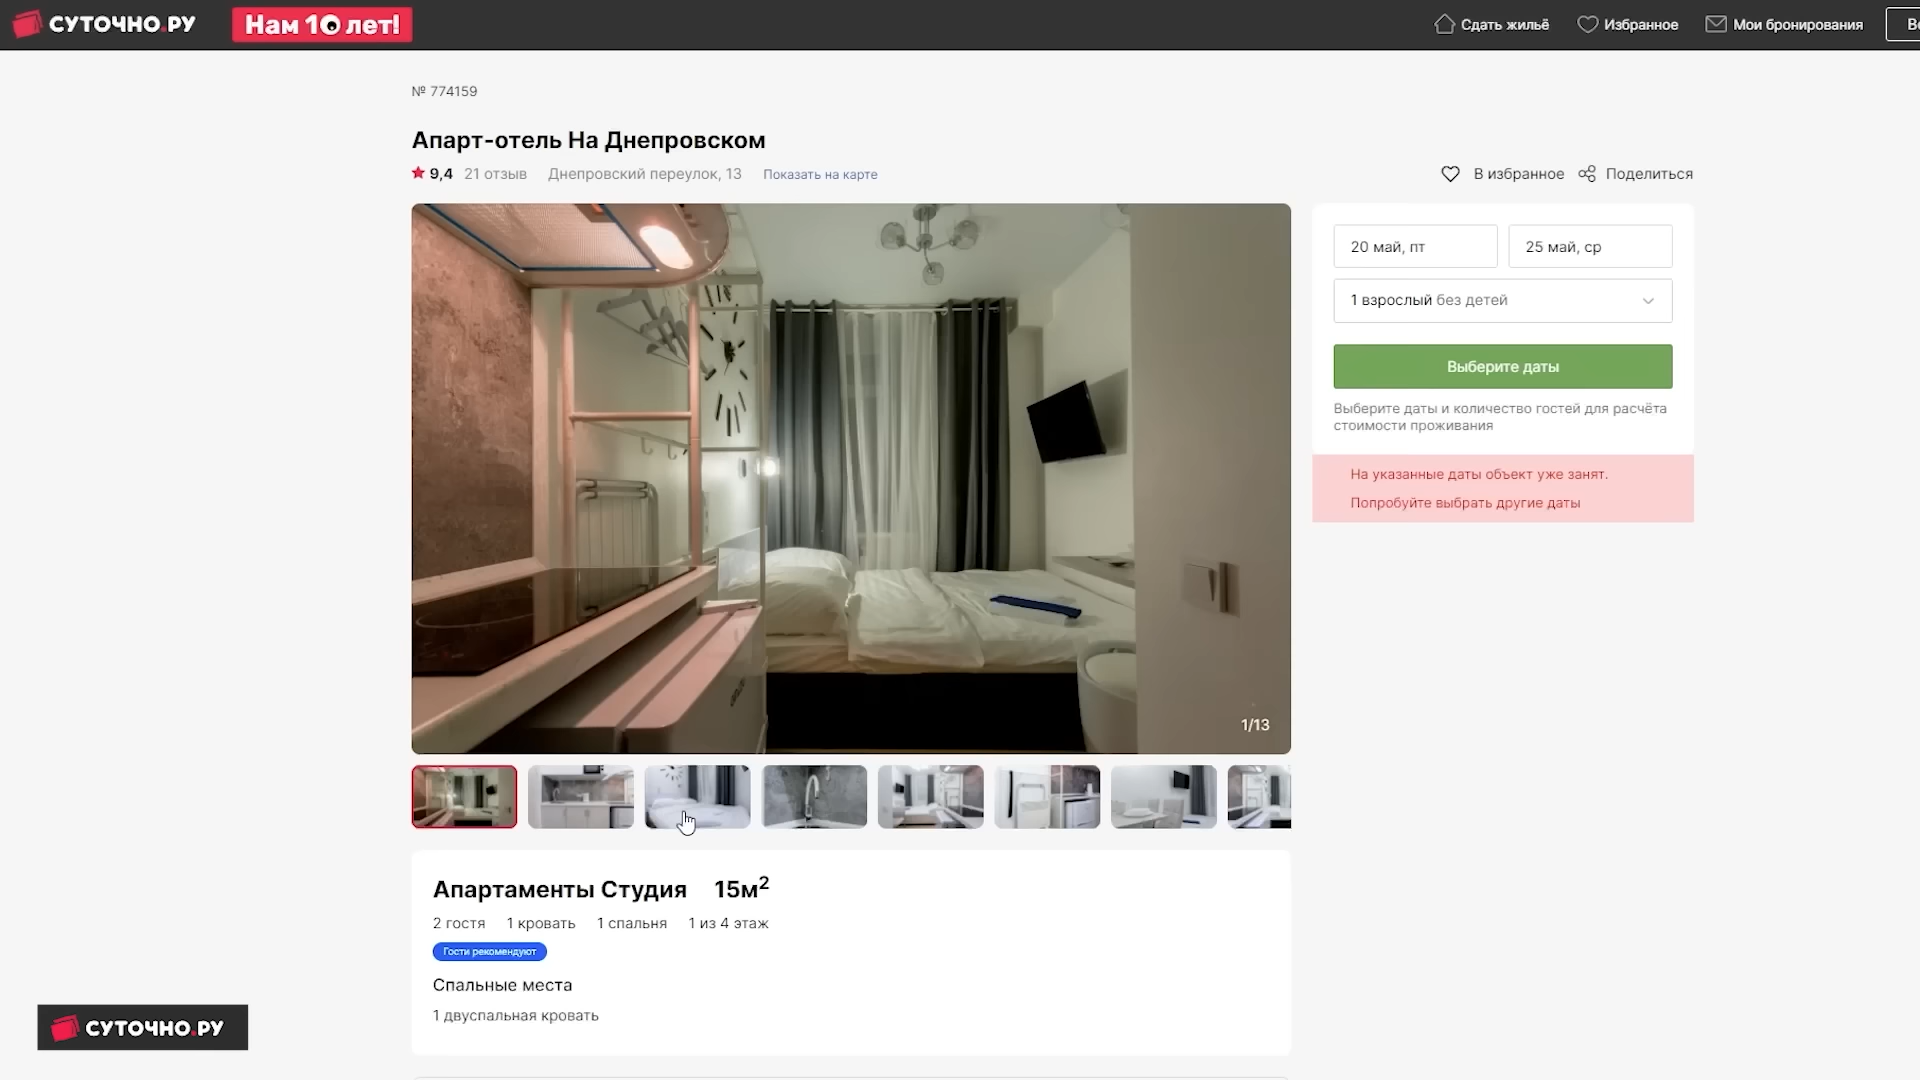 СУТОЧНО.РУ
Нам 10 лет!
Сдать жильё
Избранное
Мои бронирования
№ 774159
Апарт-отель На Днепровском
9,4 21 отзыв Днепровский переулок, 13 Показать на карте
В избранное Поделиться
20 май, пт
25 май, ср
1 взрослый без детей
Выберите даты
Выберите даты и количество гостей для расчёта
стоимости проживания
На указанные даты объект уже занят.
Попробуйте выбрать другие даты
1/13
Апартаменты Студия 15м²
2 гостя 1 кровать 1 спальня 1 из 4 этаж
Гости рекомендуют
Спальные места
1 двуспальная кровать
СУТОЧНО.РУ